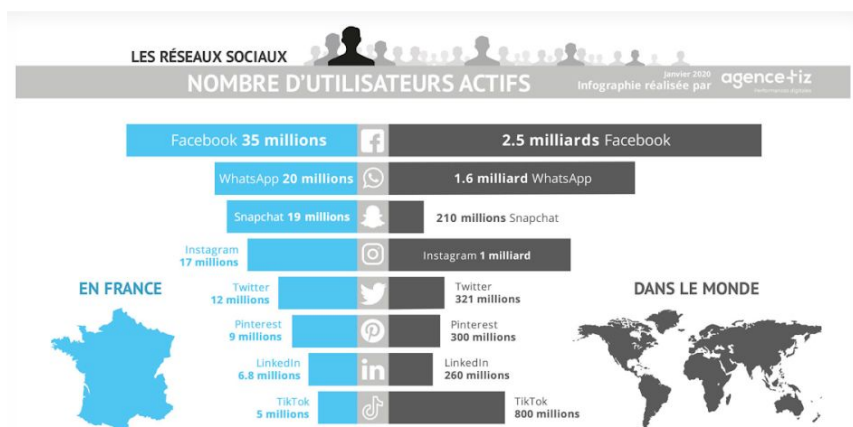 LES RÉSEAUX SOCIAUX
NOMBRE D'UTILISATEURS ACTIFS
Janvier 2020
Infographie réalisée par
agence tiz
Performances digitales
Facebook 35 millions
2.5 milliards Facebook
WhatsApp 20 millions
1.6 milliard WhatsApp
Snapchat 19 millions
210 millions Snapchat
Instagram
17 millions
Instagram 1 milliard
EN FRANCE
Twitter
12 millions
Twitter
321 millions
DANS LE MONDE
Pinterest
9 millions
Pinterest
300 millions
LinkedIn
6.8 millions
LinkedIn
260 millions
TikTok
5 millions
TikTok
800 millions